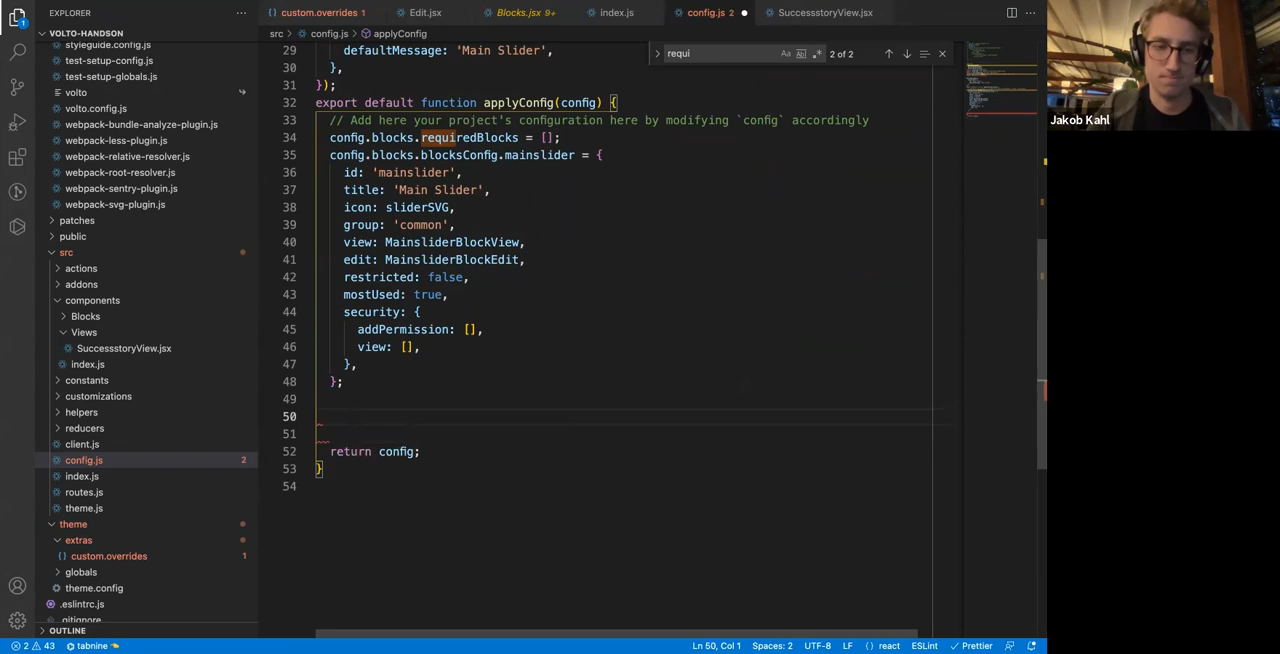 EXPLORER
···
VOLTO-HANDSON
styleguide.config.js
test-setup-config.js
test-setup-globals.js
volto
volto.config.js
webpack-bundle-analyze-plugin.js
webpack-less-plugin.js
webpack-relative-resolver.js
webpack-root-resolver.js
webpack-sentry-plugin.js
webpack-svg-plugin.js
patches
public
src
actions
addons
components
Blocks
Views
SuccessstoryView.jsx
index.js
constants
customizations
helpers
reducers
client.js
config.js 2
index.js
routes.js
theme.js
theme
extras
custom.overrides 1
globals
theme.config
.eslintrc.js
.gitignore
OUTLINE
custom.overrides 1 Edit.jsx Blocks.jsx 9+ index.js config.js 2 SuccessstoryView.jsx
src > config.js > applyConfig
requi Aa Abl .* 2 of 2
29 defaultMessage: 'Main Slider',
30 },
31 });
32 export default function applyConfig(config) {
33 // Add here your project's configuration here by modifying `config` accordingly
34 config.blocks.requiredBlocks = [];
35 config.blocks.blocksConfig.mainslider = {
36 id: 'mainslider',
37 title: 'Main Slider',
38 icon: sliderSVG,
39 group: 'common',
40 view: MainsliderBlockView,
41 edit: MainsliderBlockEdit,
42 restricted: false,
43 mostUsed: true,
44 security: {
45 addPermission: [],
46 view: [],
47 },
48 };
49
50
51
52 return config;
53 }
54
Jakob Kahl
2 43 tabnine Ln 50, Col 1 Spaces: 2 UTF-8 LF { } react ESLint Prettier